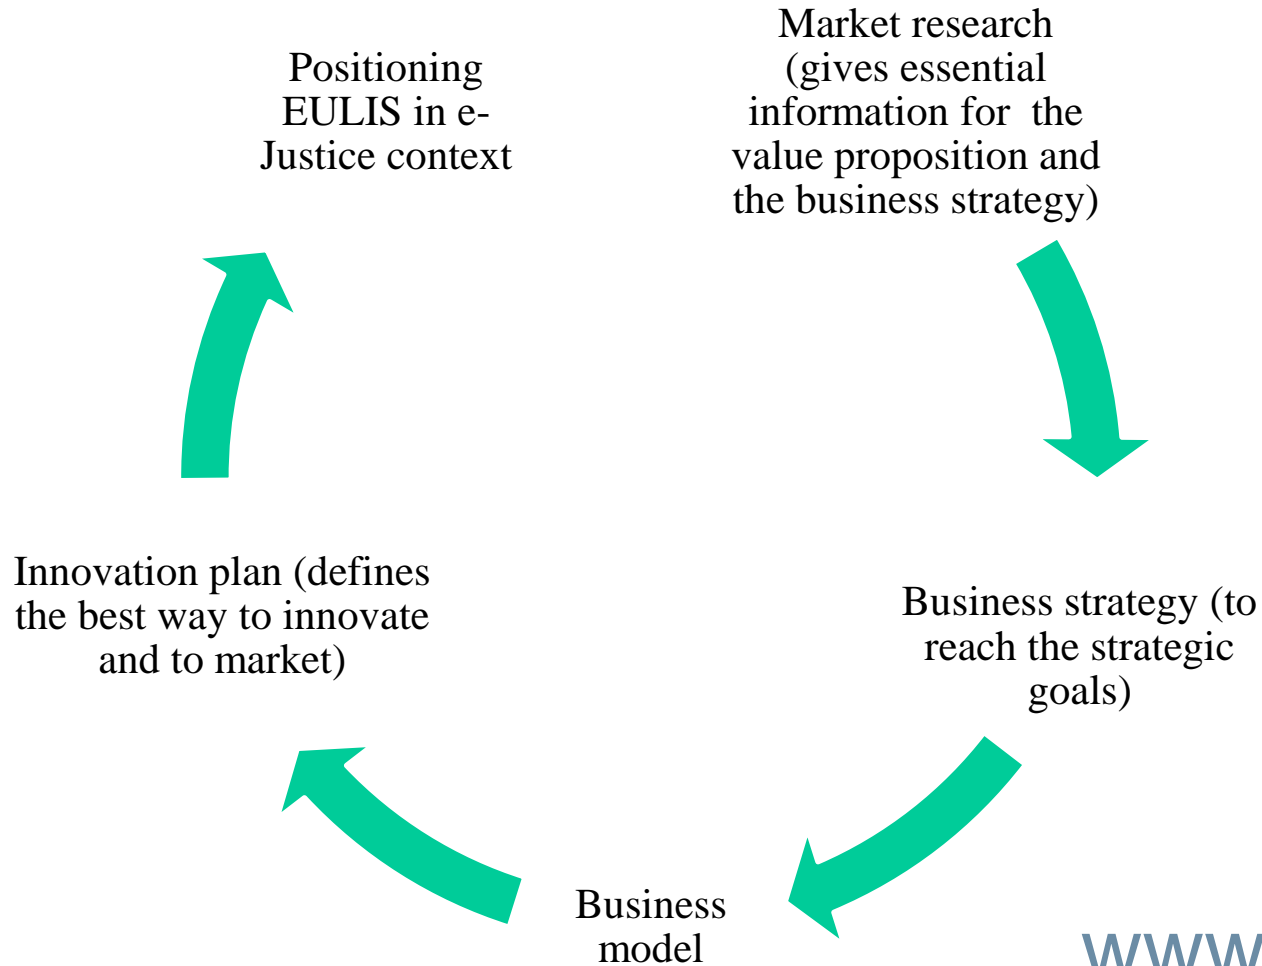 Positioning
EULIS in e-
Justice context
Market research
(gives essential
information for the
value proposition and
the business strategy)
Innovation plan (defines
the best way to innovate
and to market)
Business strategy (to
reach the strategic
goals)
Business
model
www